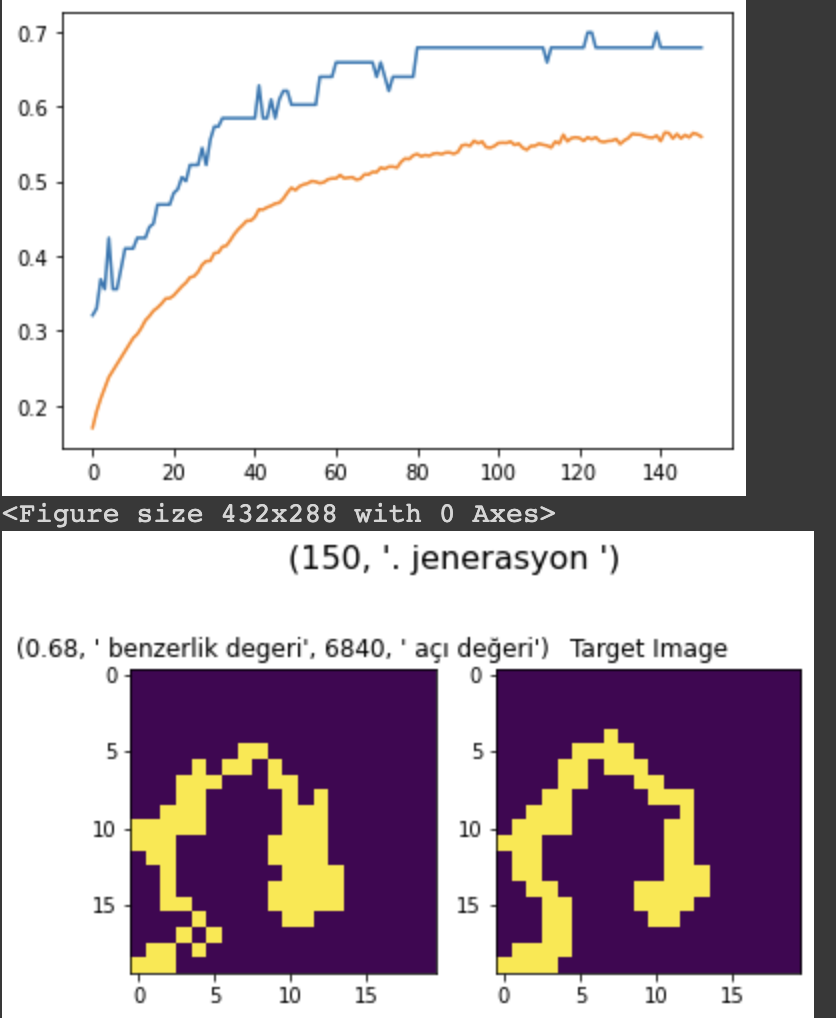 0.7
0.6
0.5
0.4
0.3
0.2
0 20 40 60 80 100 120 140
<Figure size 432x288 with 0 Axes>
(150, '. jenerasyon ')
(0.68, ' benzerlik degeri', 6840, ' açı değeri') Target Image
0 0
5 5
10 10
15 15
0 5 10 15 0 5 10 15